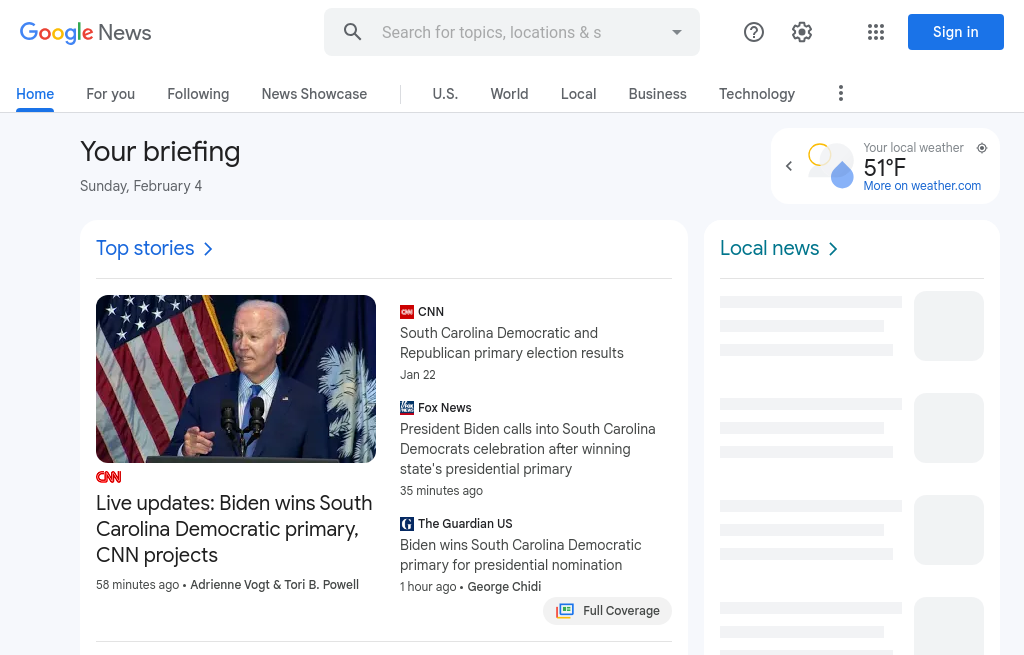 Google News
Search for topics, locations & s
Sign in
Home
For you
Following
News Showcase
U.S.
World
Local
Business
Technology
Your briefing
Sunday, February 4
Your local weather
51°F
More on weather.com
Top stories
CNN
Live updates: Biden wins South
Carolina Democratic primary,
CNN projects
58 minutes ago • Adrienne Vogt & Tori B. Powell
CNN
CNN
South Carolina Democratic and
Republican primary election results
Jan 22
FOX NEWS
Fox News
President Biden calls into South Carolina
Democrats celebration after winning
state's presidential primary
35 minutes ago
G
The Guardian US
Biden wins South Carolina Democratic
primary for presidential nomination
1 hour ago • George Chidi
Full Coverage
Local news